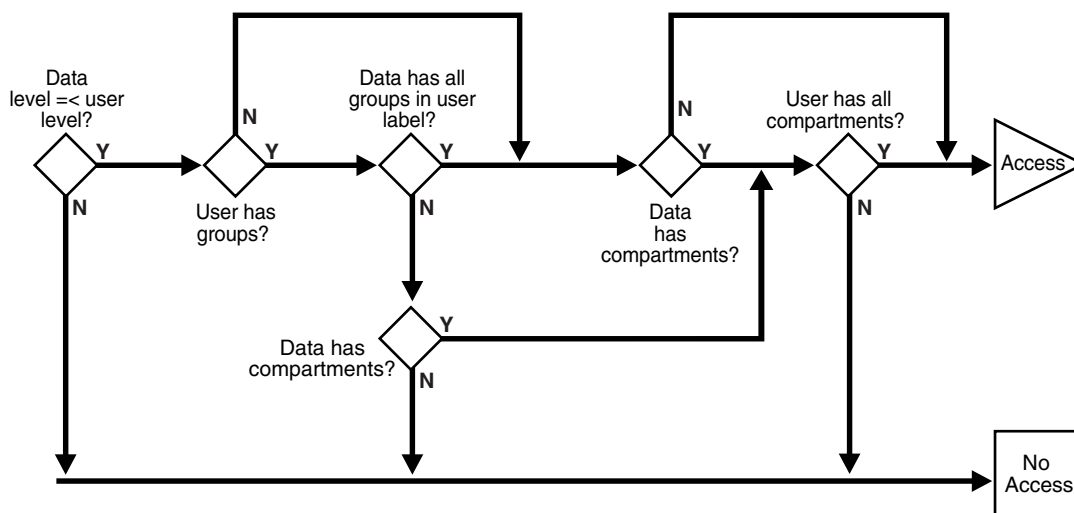 Data
level =< user
level?
Y
N
N
Y
User has
groups?
Data has all
groups in user
label?
Y
N
Data has
compartments?
Y
N
N
Y
Data
has
compartments?
User has all
compartments?
Y
N
Access
No
Access